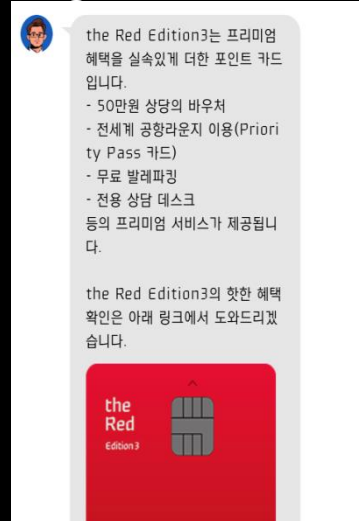 the Red Edition3는 프리미엄
혜택을 실속있게 더한 포인트 카드
입니다.
- 50만원 상당의 바우처
- 전세계 공항라운지 이용(Priori
ty Pass 카드)
- 무료 발레파킹
- 전용 상담 데스크
등의 프리미엄 서비스가 제공됩니
다.
the Red Edition3의 핫한 혜택
확인은 아래 링크에서 도와드리겠
습니다.
the
Red
Edition3